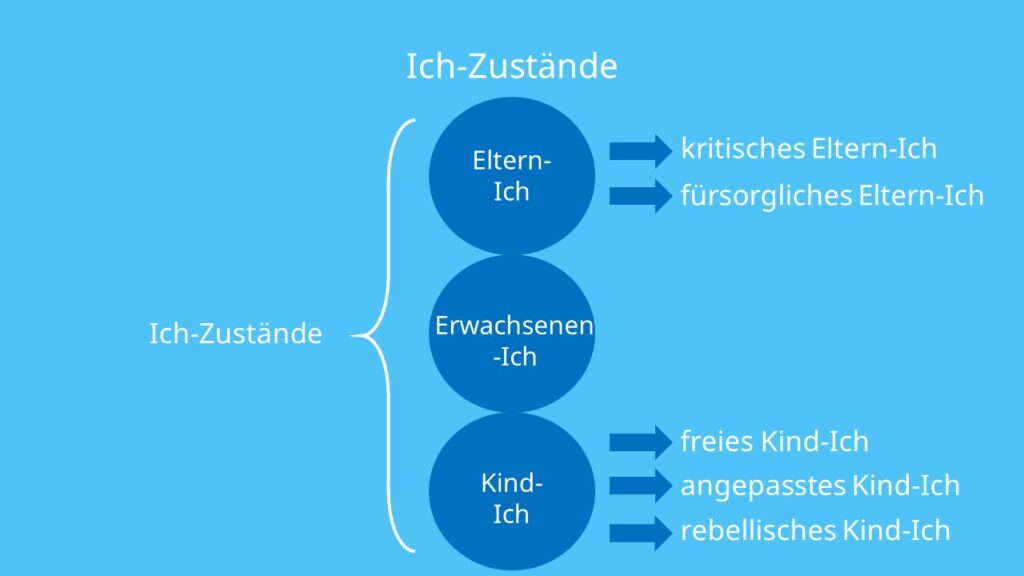 Ich-Zustände
Eltern-
Ich
kritisches Eltern-Ich
fürsorgliches Eltern-Ich
Ich-Zustände
Erwachsenen
-Ich
Kind-
Ich
freies Kind-Ich
angepasstes Kind-Ich
rebellisches Kind-Ich